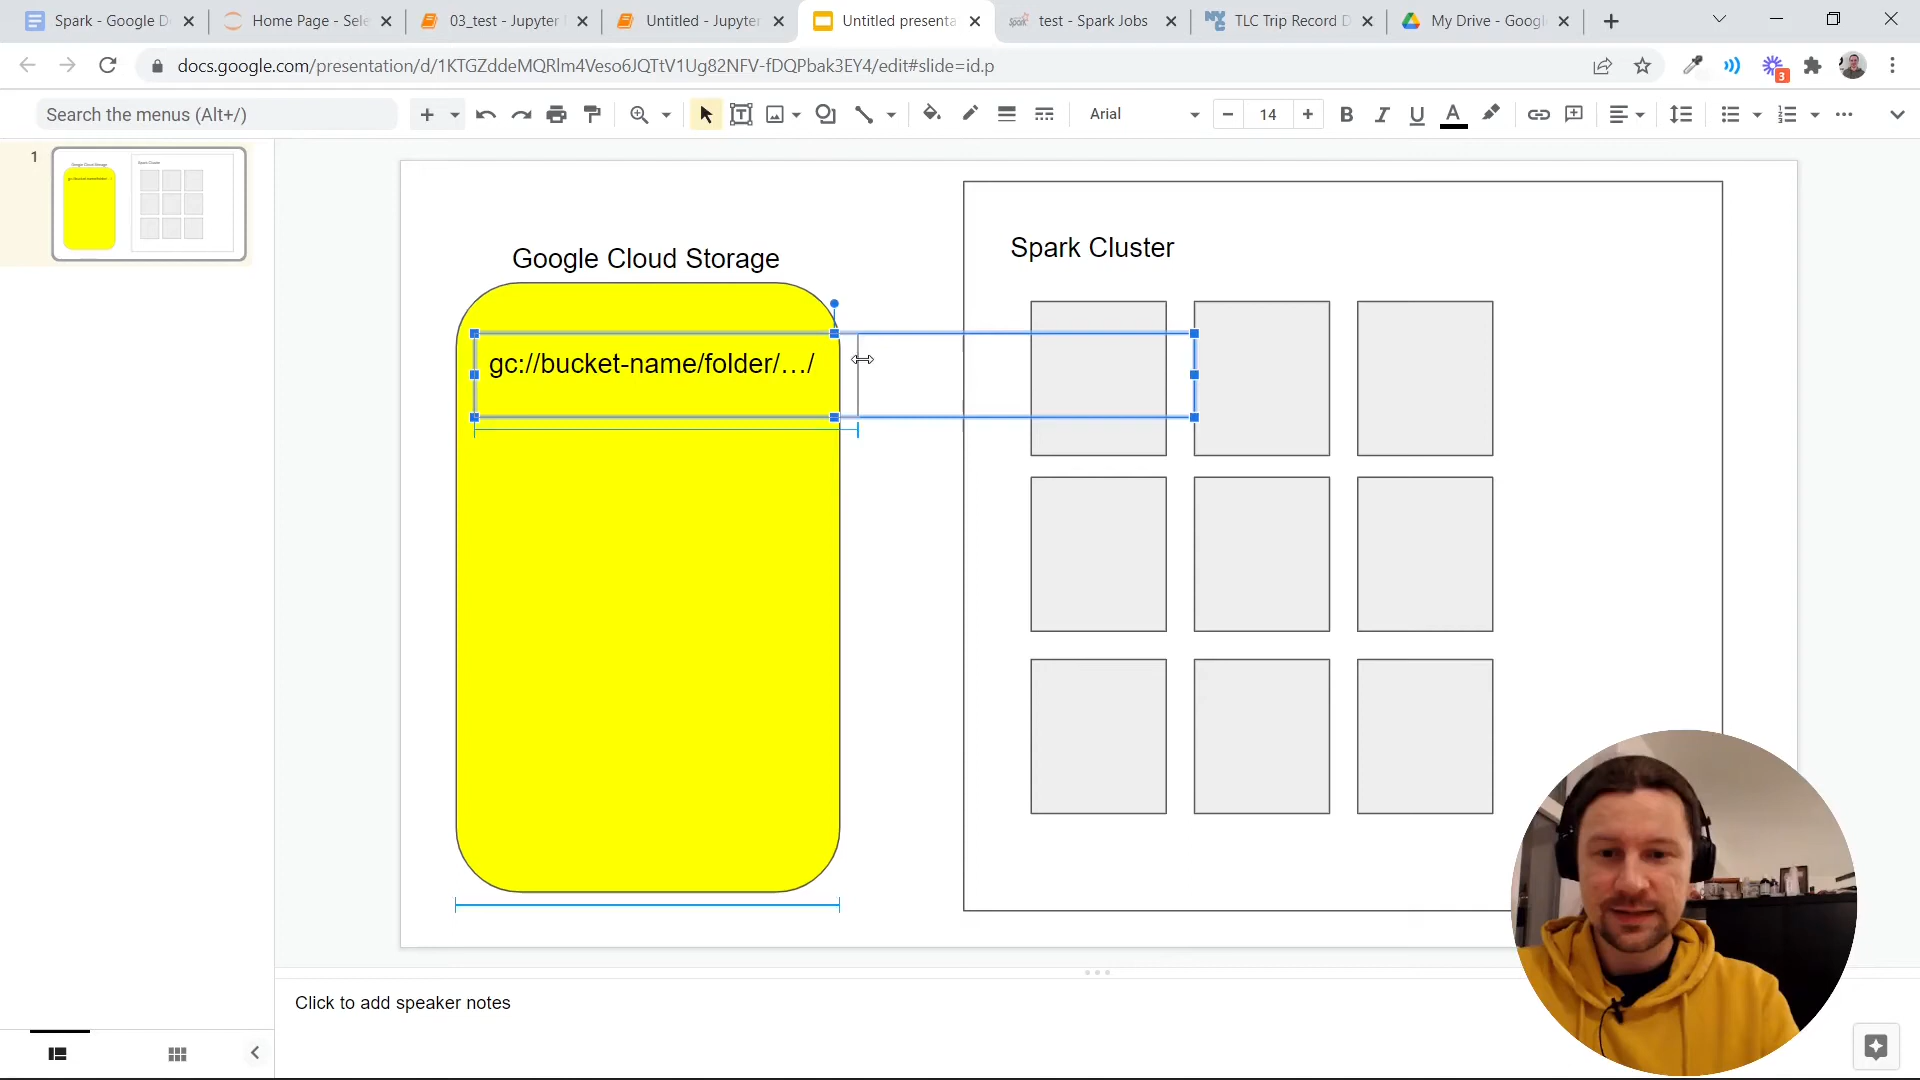 Spark - Google D
Home Page - Sele
03_test - Jupyter
Untitled - Jupyter
Untitled presenta
test - Spark Jobs
TLC Trip Record D
My Drive - Googl
docs.google.com/presentation/d/1KTGZddeMQRlm4Veso6JQTtV1Ug82NFV-fDQPbak3EY4/edit#slide=id.p
3
Search the menus (Alt+/)
Arial
14
B
I
U
A
1
Google Cloud Storage
gc://bucket-name/folder/…/
Spark Cluster
Click to add speaker notes